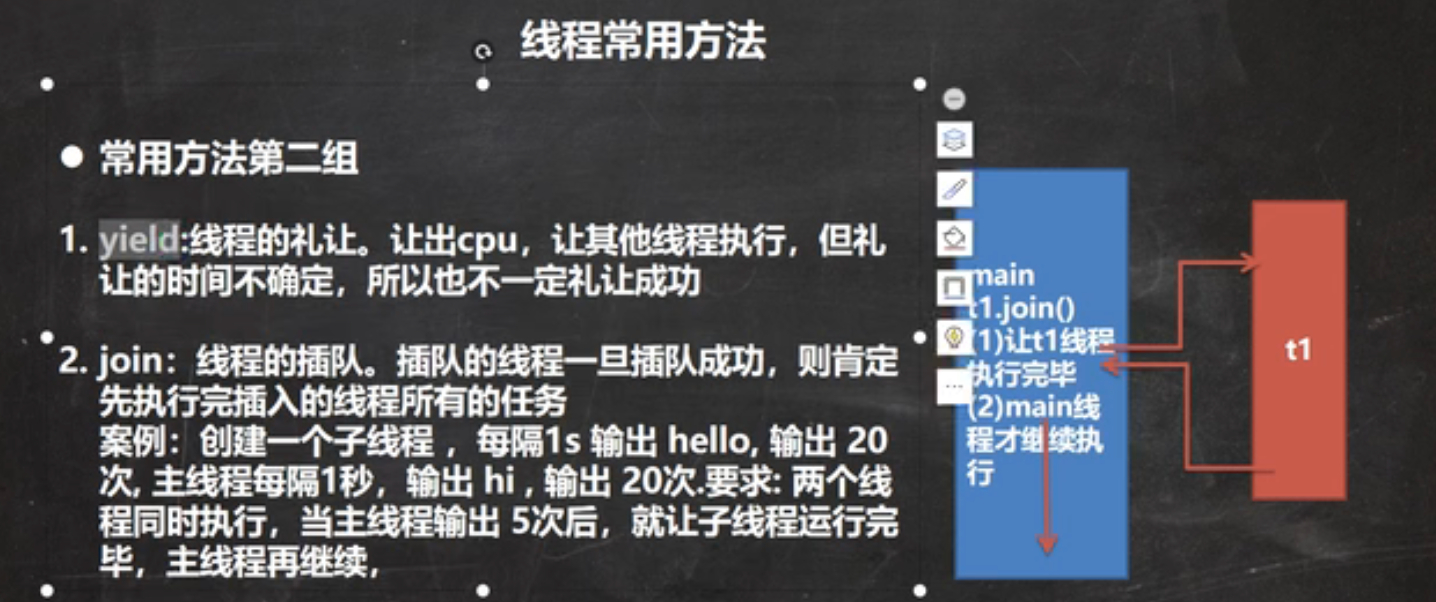 线程常用方法
● 常用方法第二组
1. yield:线程的礼让。让出cpu，让其他线程执行，但礼
让的时间不确定，所以也不一定礼让成功
2. join：线程的插队。插队的线程一旦插队成功，则肯定
先执行完插入的线程所有的任务
案例：创建一个子线程 ，每隔1s 输出 hello, 输出 20
次, 主线程每隔1秒，输出 hi , 输出 20次.要求: 两个线
程同时执行，当主线程输出 5次后，就让子线程运行完
毕，主线程再继续，
main
t1.join()
(1)让t1线程
执行完毕
(2)main线
程才继续执
行
t1